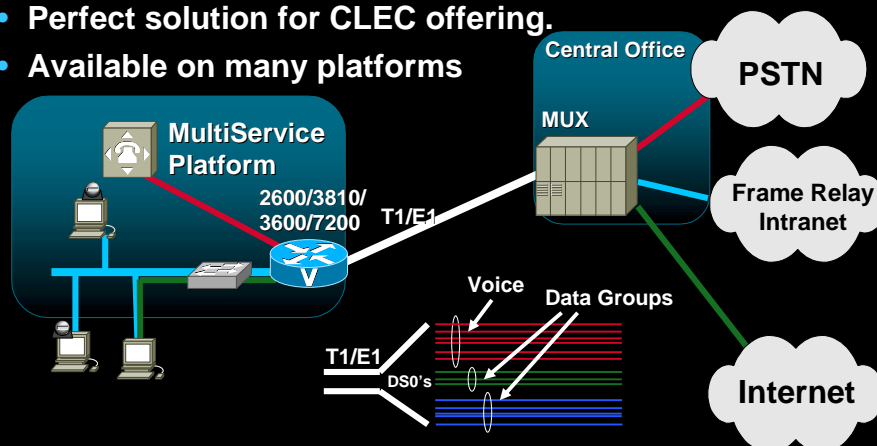 • Perfect solution for CLEC offering.
• Available on many platforms
Central Office
PSTN
MUX
MultiService
Platform
2600/3810/
3600/7200
T1/E1
V
Frame Relay
Intranet
Voice
Data Groups
T1/E1
DS0's
Internet